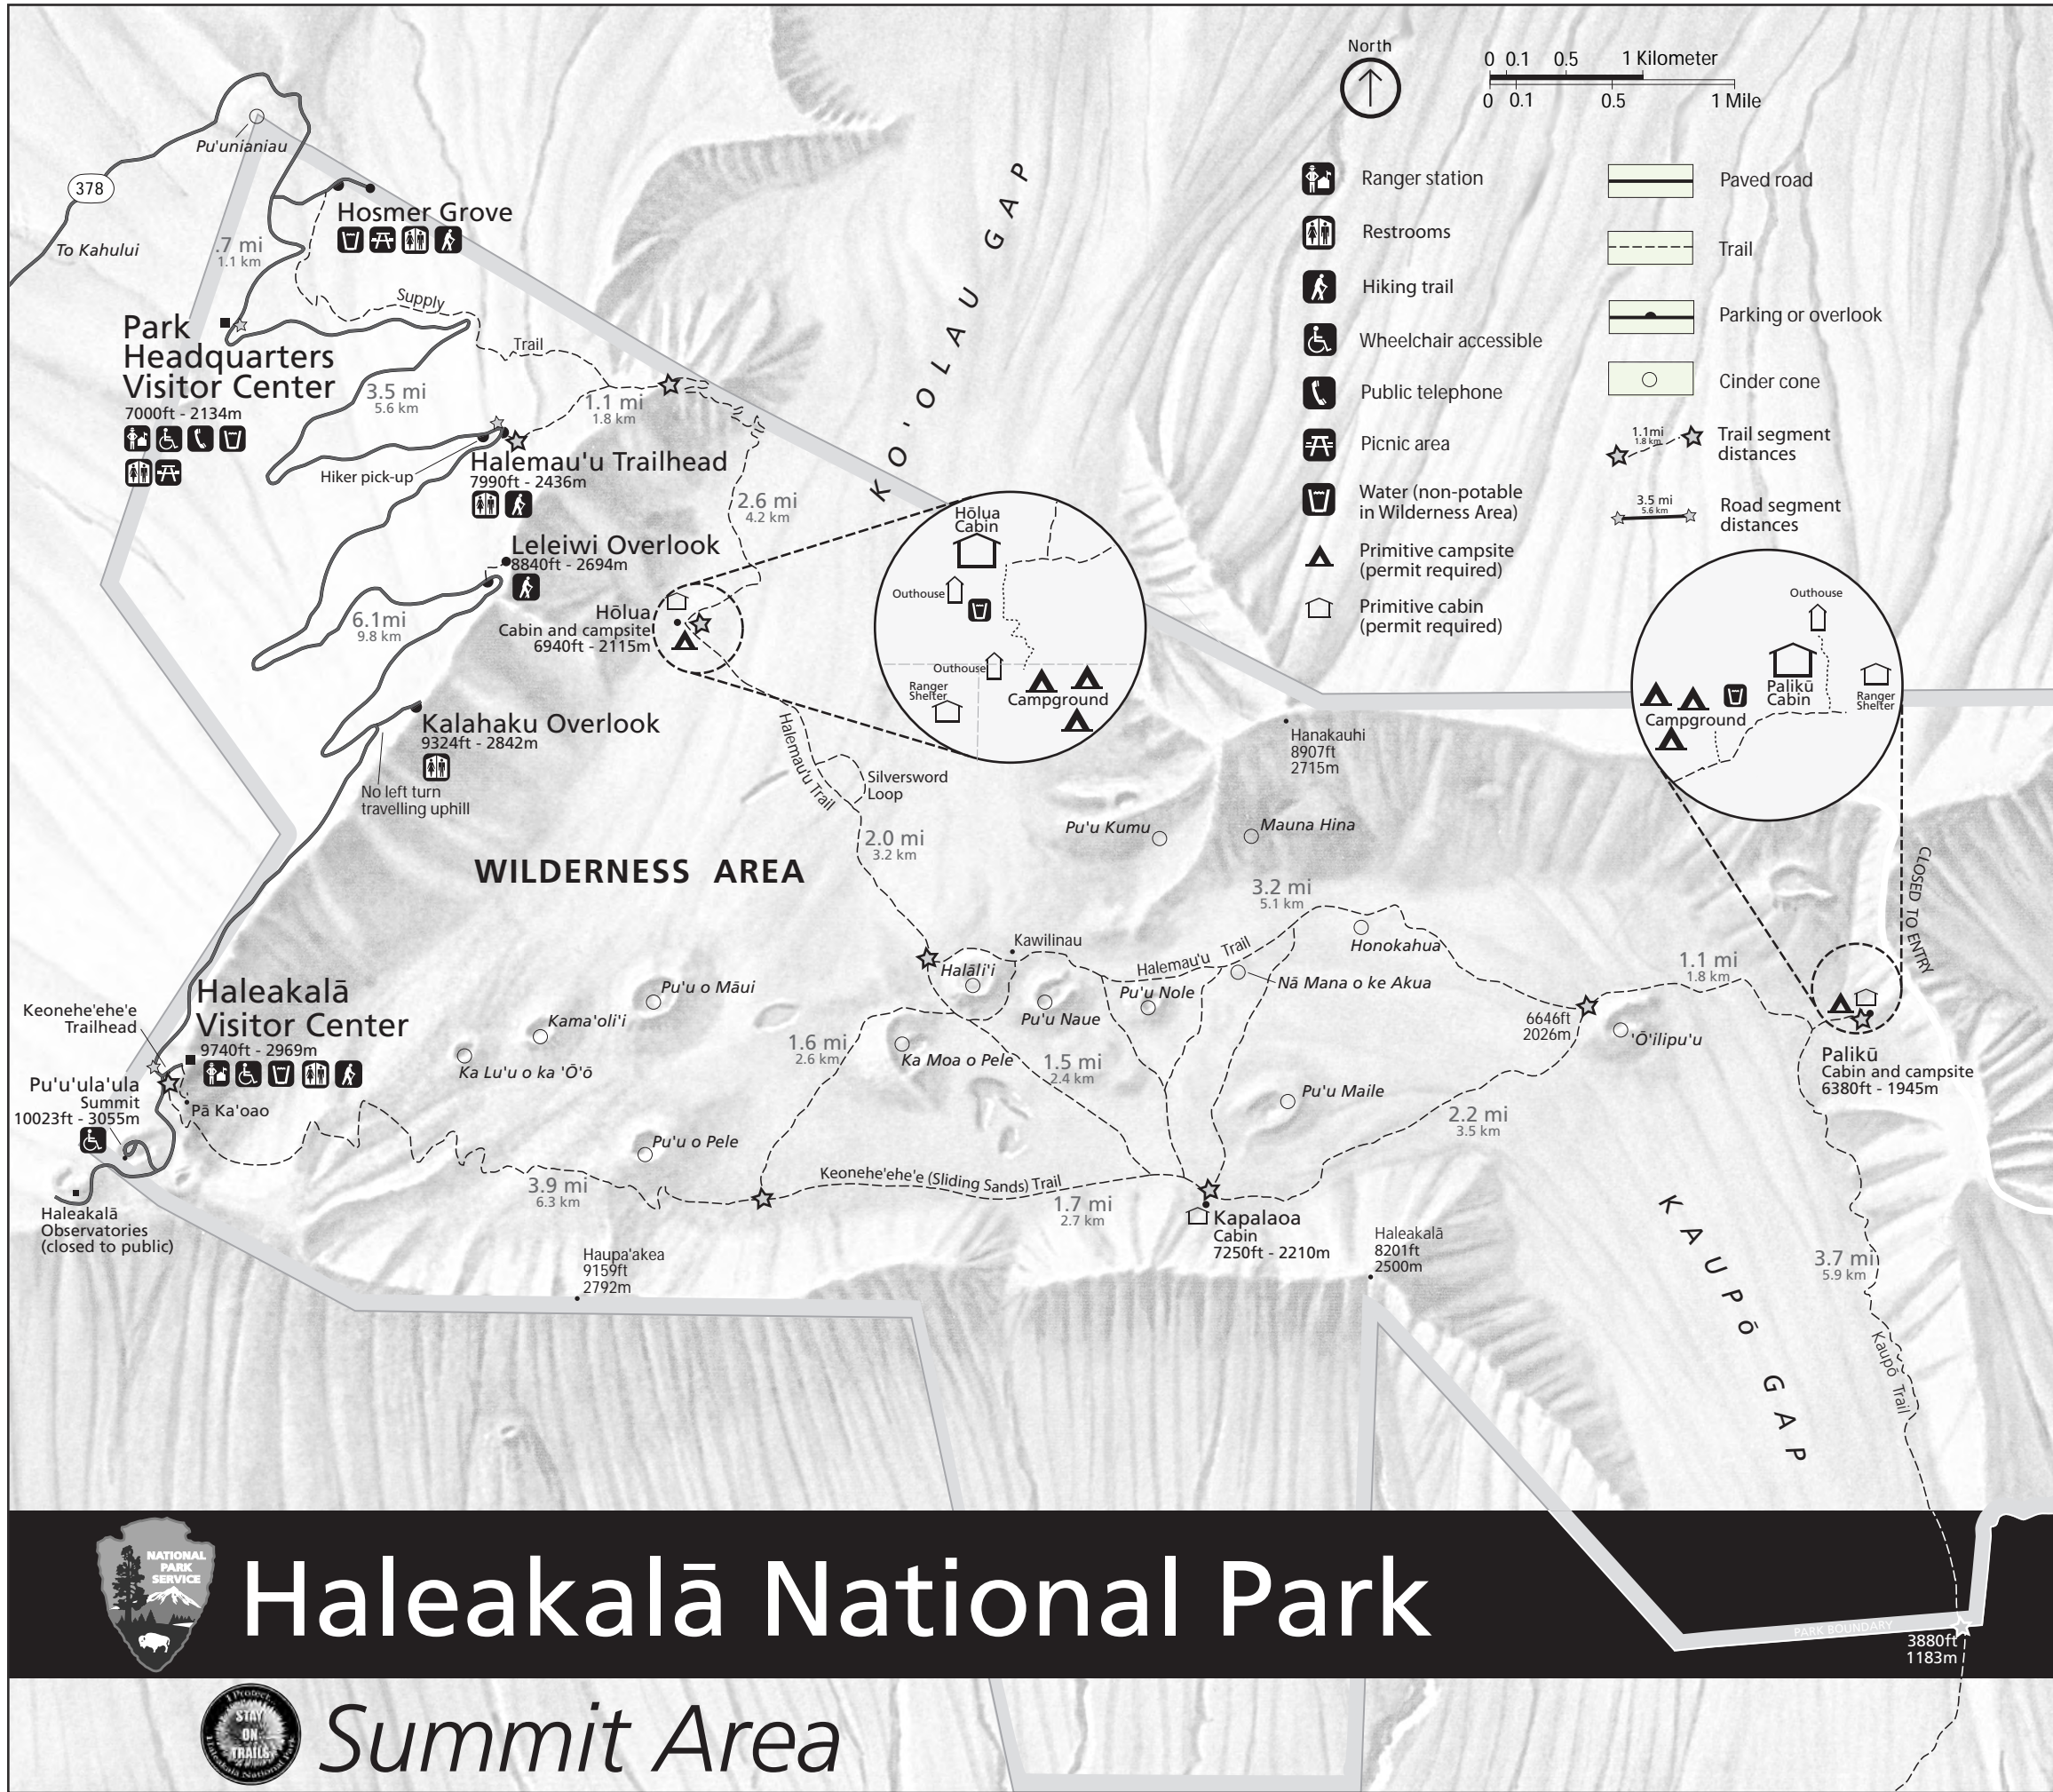 North
0 0.1 0.5 1 Kilometer
0 0.1 0.5 1 Mile
Pu'unianiau
378
To Kahului
.7 mi
1.1 km
Hosmer Grove
Supply
Trail
Park
Headquarters
Visitor Center
7000ft - 2134m
3.5 mi
5.6 km
1.1 mi
1.8 km
Hiker pick-up
Halemau'u Trailhead
7990ft - 2436m
2.6 mi
4.2 km
KO'OLAU GAP
Leleiwi Overlook
8840ft - 2694m
6.1mi
9.8 km
Hōlua
Cabin and campsite
6940ft - 2115m
Hōlua
Cabin
Outhouse
Outhouse
Ranger
Shelter
Campground
Ranger station
Restrooms
Hiking trail
Wheelchair accessible
Public telephone
Picnic area
Water (non-potable
in Wilderness Area)
Primitive campsite
(permit required)
Primitive cabin
(permit required)
Paved road
Trail
Parking or overlook
Cinder cone
1.1mi
1.8 km
Trail segment
distances
3.5 mi
5.6 km
Road segment
distances
Outhouse
Palikū
Cabin
Ranger
Shelter
Campground
Kalahaku Overlook
9324ft - 2842m
No left turn
travelling uphill
Halemau'u Trail
Silversword
Loop
2.0 mi
3.2 km
Hanakauhi
8907ft
2715m
Pu'u Kumu
Mauna Hina
WILDERNESS AREA
3.2 mi
5.1 km
CLOSED TO ENTRY
Kawilinau
Halemau'u Trail
Honokahua
1.1 mi
1.8 km
Halāli'i
Nā Mana o ke Akua
Pu'u Nole
Pu'u Naue
6646ft
2026m
'Ō'ilipu'u
Haleakalā
Visitor Center
9740ft - 2969m
Keonehe'ehe'e
Trailhead
Pu'u o Māui
Kama'oli'i
Ka Lu'u o ka 'Ō'ō
1.6 mi
2.6 km
Ka Moa o Pele
1.5 mi
2.4 km
Pu'u Maile
Palikū
Cabin and campsite
6380ft - 1945m
Pu'u'ula'ula
Summit
10023ft - 3055m
Pā Ka'oao
Pu'u o Pele
2.2 mi
3.5 km
3.9 mi
6.3 km
Keonehe'ehe'e (Sliding Sands) Trail
1.7 mi
2.7 km
Kapalaoa
Cabin
7250ft - 2210m
Haleakalā
Observatories
(closed to public)
Haupa'akea
9159ft
2792m
Haleakalā
8201ft
2500m
KAUPŌ GAP
3.7 mi
5.9 km
Kaupō Trail
NATIONAL
PARK
SERVICE
Haleakalā National Park
PARK BOUNDARY
3880ft
1183m
I Protect
STAY
ON
TRAILS
Haleakalā National Park
Summit Area